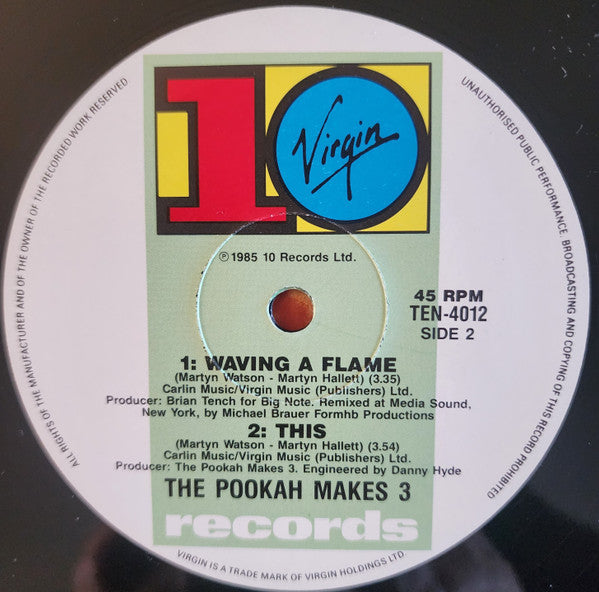 10
Virgin
℗ 1985 10 Records Ltd.
45 RPM
TEN-4012
SIDE 2
1: WAVING A FLAME
(Martyn Watson - Martyn Hallett) (3.35)
Carlin Music/Virgin Music (Publishers) Ltd.
Producer: Brian Tench for Big Note. Remixed at Media Sound,
New York, by Michael Brauer Formhb Productions
2: THIS
(Martyn Watson - Martyn Hallett) (3.54)
Carlin Music/Virgin Music (Publishers) Ltd.
Producer: The Pookah Makes 3. Engineered by Danny Hyde
THE POOKAH MAKES 3
records
ALL RIGHTS OF THE MANUFACTURER AND OF THE OWNER OF THE RECORDED WORK RESERVED
UNAUTHORISED PUBLIC PERFORMANCE, BROADCASTING AND COPYING OF THIS RECORD PROHIBITED
VIRGIN IS A TRADE MARK OF VIRGIN HOLDINGS LTD